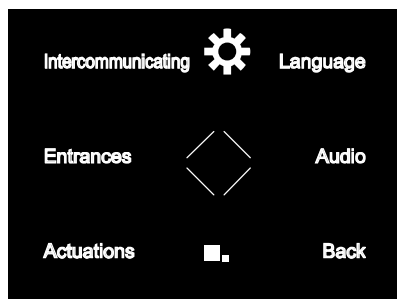 Intercommunicating
Language
Entrances
Audio
Actuations
Back